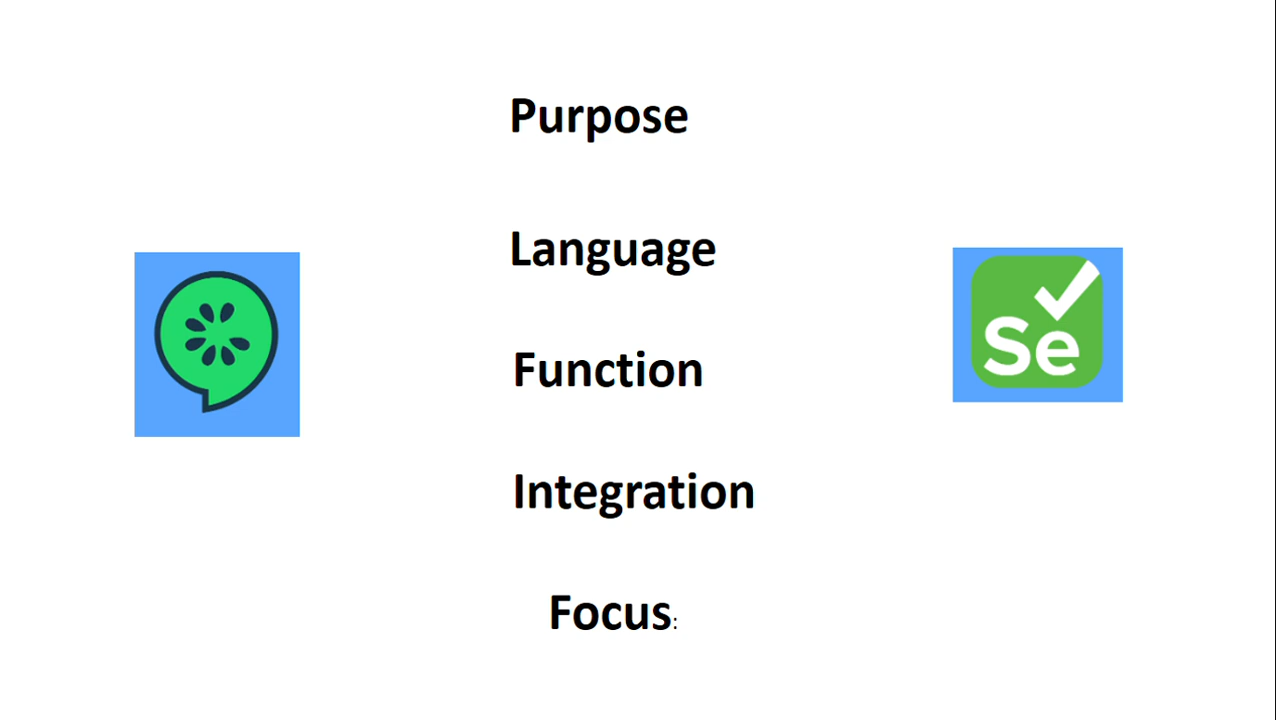 Purpose
Language
Se
Function
Integration
Focus: